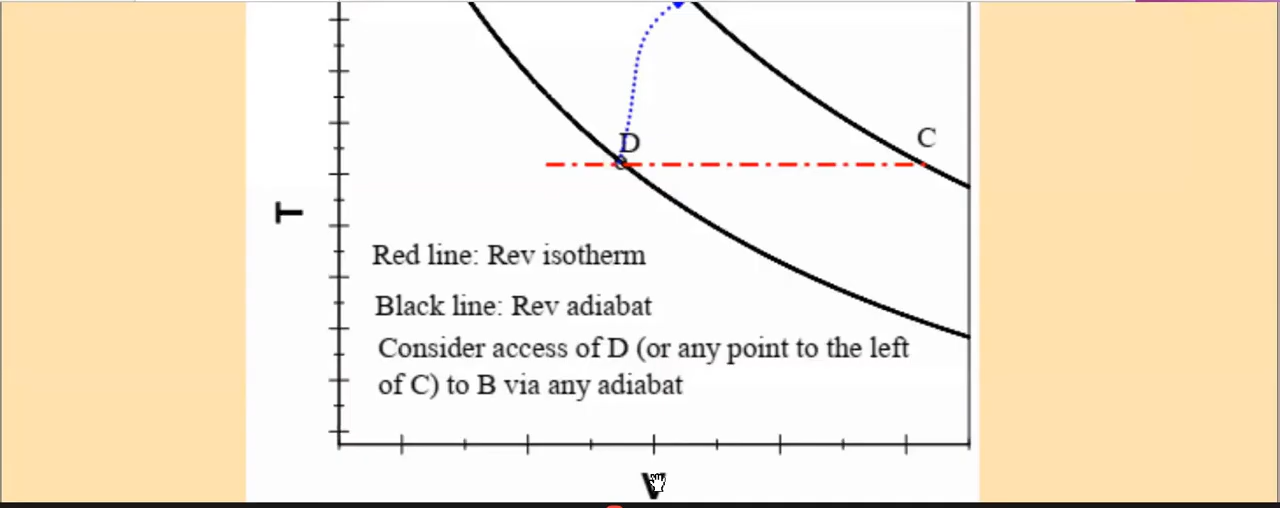 D
C
T
Red line: Rev isotherm
Black line: Rev adiabat
Consider access of D (or any point to the left
of C) to B via any adiabat
V